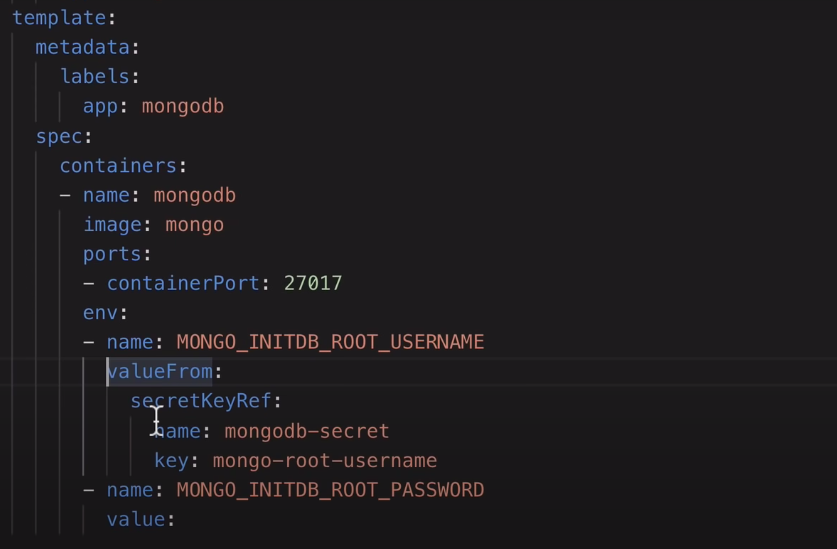 template:
metadata:
labels:
app: mongodb
spec:
containers:
- name: mongodb
image: mongo
ports:
- containerPort: 27017
env:
- name: MONGO_INITDB_ROOT_USERNAME
valueFrom:
secretKeyRef:
name: mongodb-secret
key: mongo-root-username
- name: MONGO_INITDB_ROOT_PASSWORD
value: